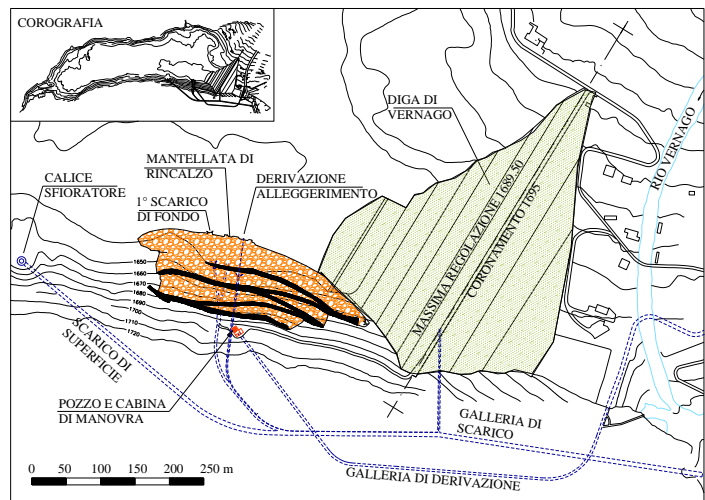 COROGRAFIA
DIGA DI
VERNAGO
MANTELLATA DI
RINCALZO
DERIVAZIONE
ALLEGGERIMENTO
CALICE
SFIORATORE
1° SCARICO
DI FONDO
RIO VERNAGO
MASSIMA REGOLAZIONE 1689.50
CORONAMENTO 1695
1650
1660
1670
1680
1690
1700
1710
1720
SCARICO DI
SUPERFICIE
POZZO E CABINA
DI MANOVRA
GALLERIA DI
SCARICO
GALLERIA DI DERIVAZIONE
0 50 100 150 200 250 m